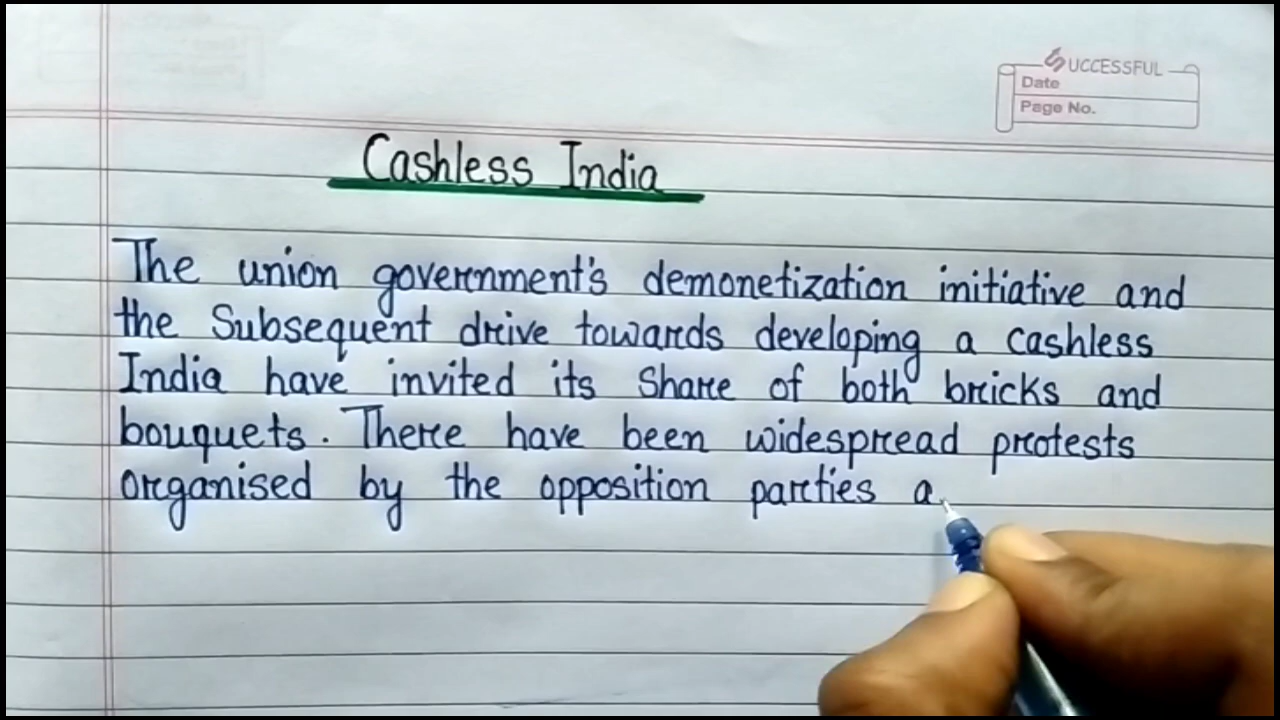 SUCCESSFUL
Date
Page No.
Cashless India
The union government's demonetization initiative and
the Subsequent drive towards developing a cashless
India have invited its Share of both bricks and
bouquets. There have been widespread protests
organised by the opposition parties a